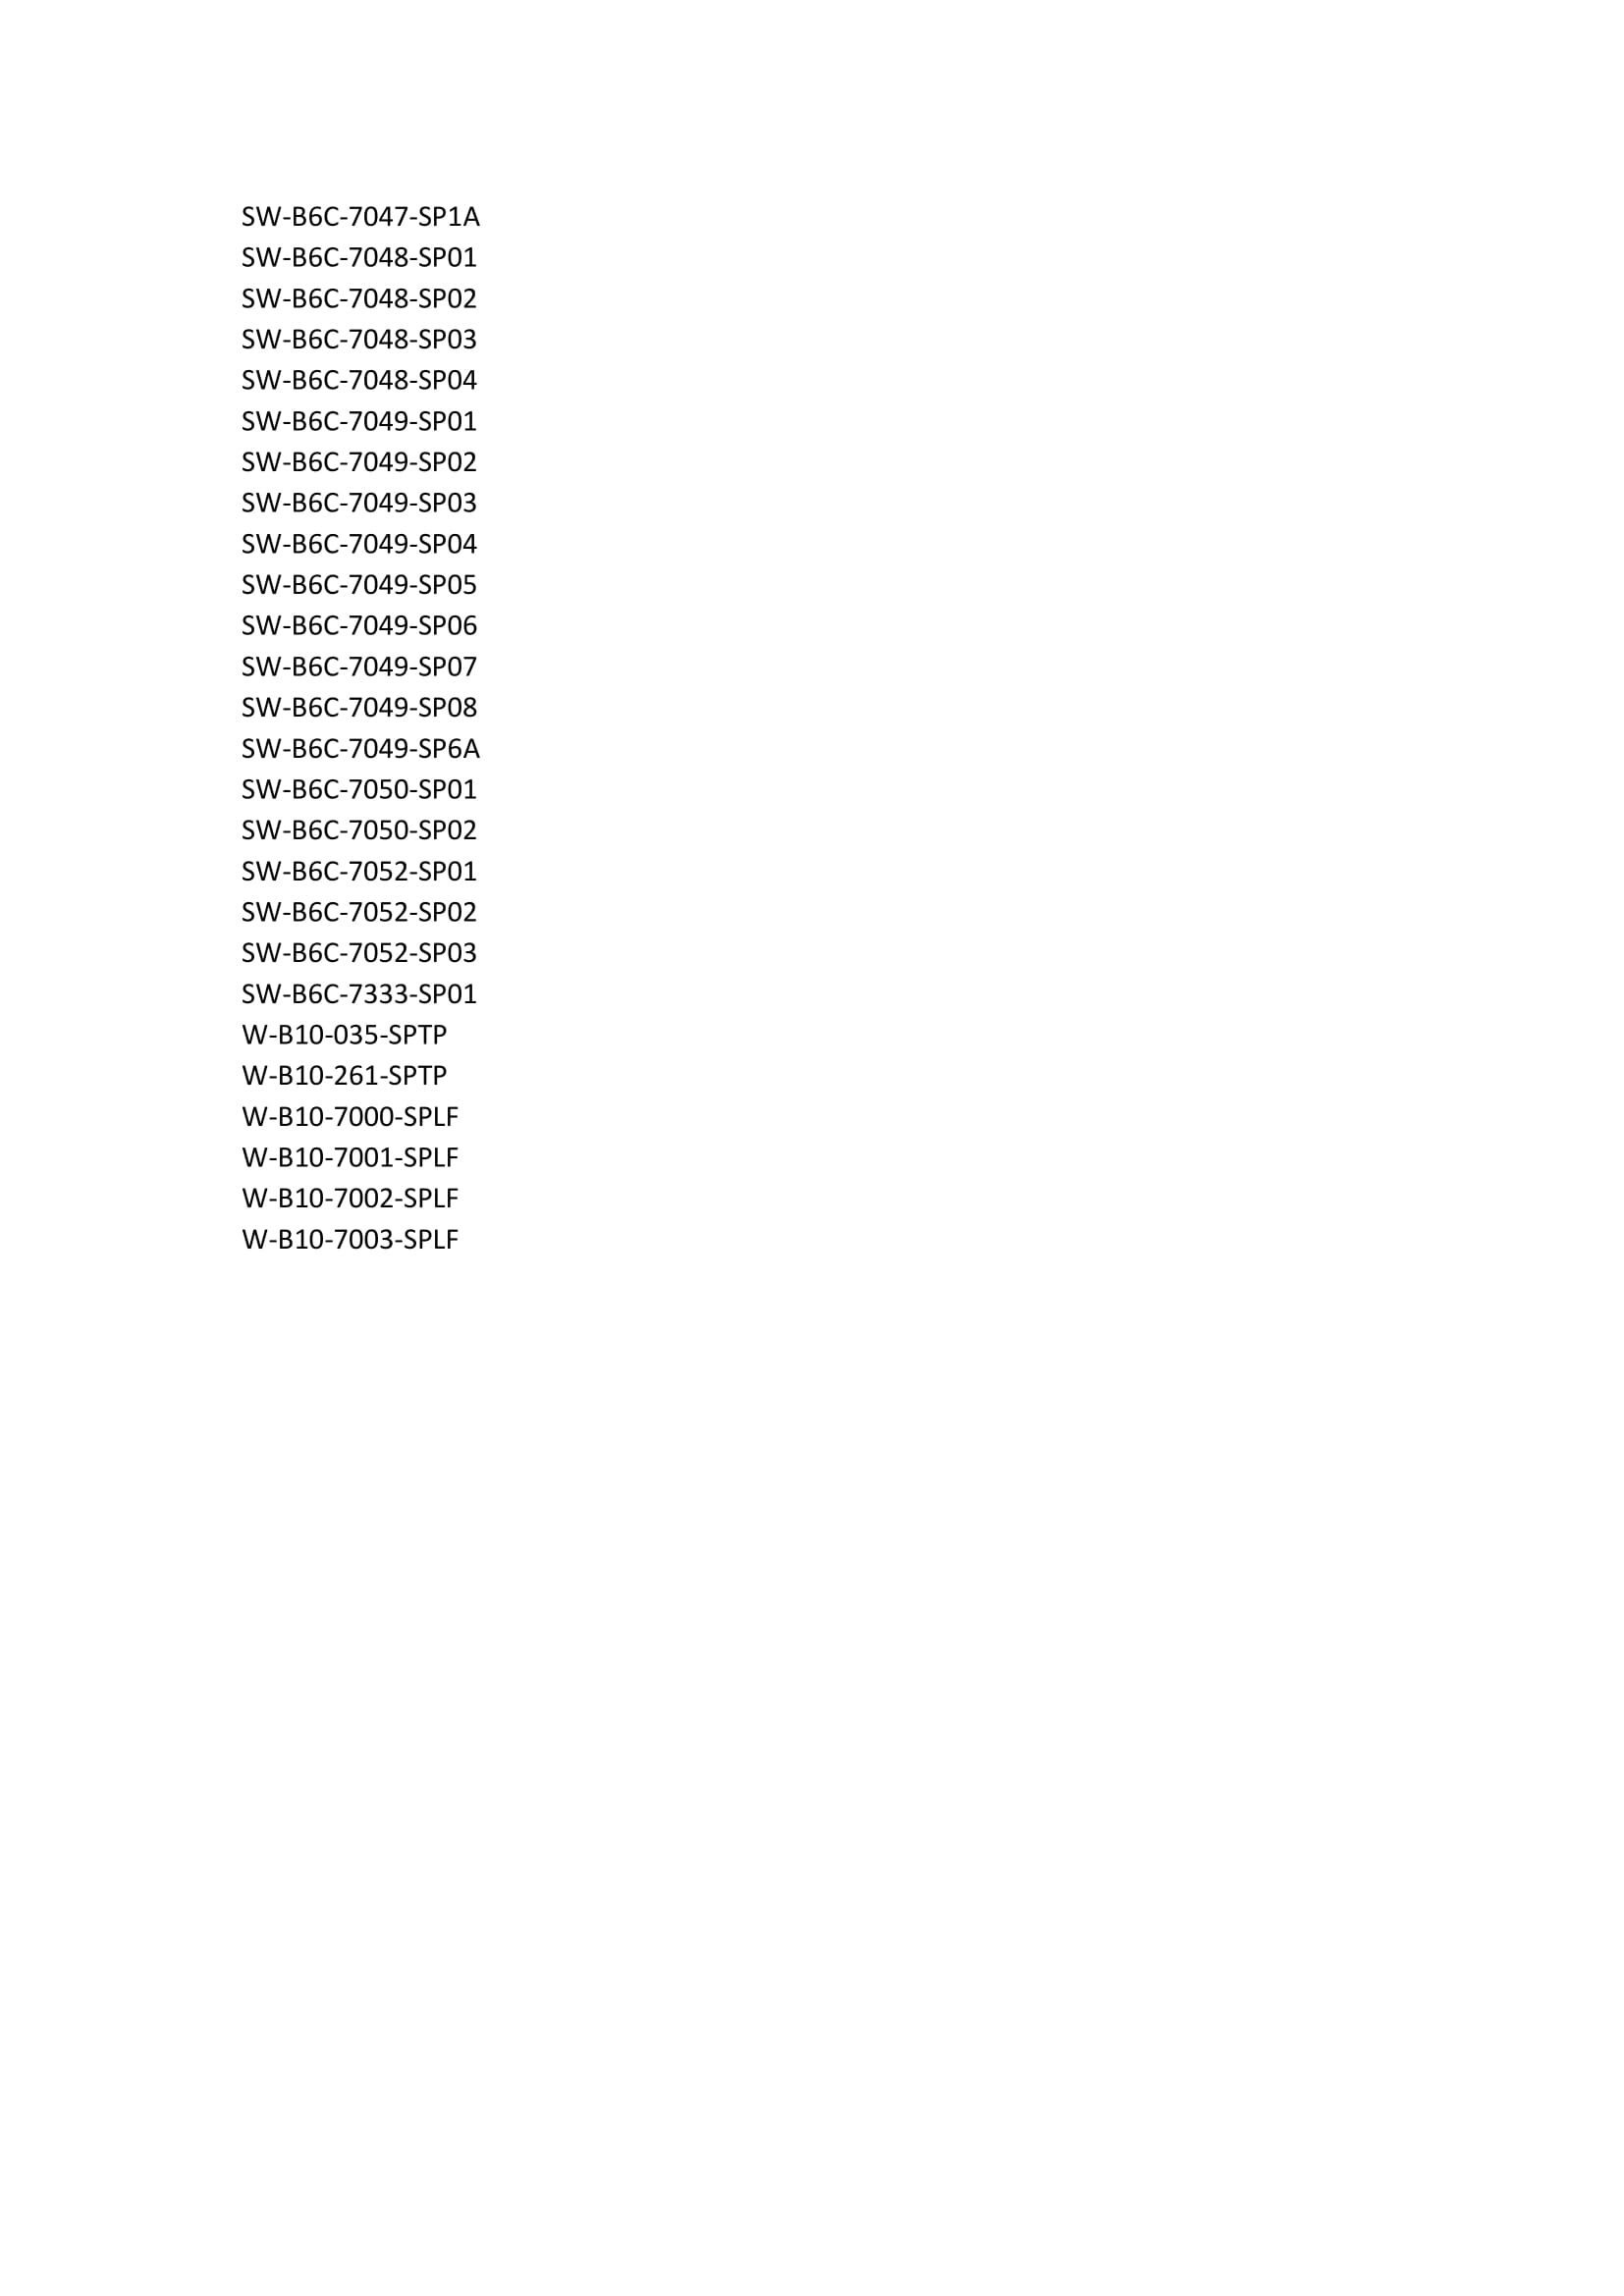 SW-B6C-7047-SP1A
SW-B6C-7048-SP01
SW-B6C-7048-SP02
SW-B6C-7048-SP03
SW-B6C-7048-SP04
SW-B6C-7049-SP01
SW-B6C-7049-SP02
SW-B6C-7049-SP03
SW-B6C-7049-SP04
SW-B6C-7049-SP05
SW-B6C-7049-SP06
SW-B6C-7049-SP07
SW-B6C-7049-SP08
SW-B6C-7049-SP6A
SW-B6C-7050-SP01
SW-B6C-7050-SP02
SW-B6C-7052-SP01
SW-B6C-7052-SP02
SW-B6C-7052-SP03
SW-B6C-7333-SP01
W-B10-035-SPTP
W-B10-261-SPTP
W-B10-7000-SPLF
W-B10-7001-SPLF
W-B10-7002-SPLF
W-B10-7003-SPLF